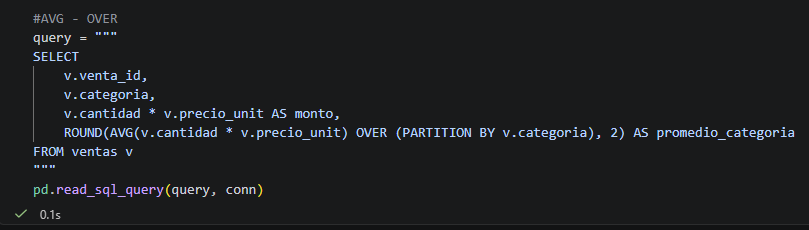 #AVG - OVER
query = """
SELECT
    v.venta_id,
    v.categoria,
    v.cantidad * v.precio_unit AS monto,
    ROUND(AVG(v.cantidad * v.precio_unit) OVER (PARTITION BY v.categoria), 2) AS promedio_categoria
FROM ventas v
"""
pd.read_sql_query(query, conn)
0.1s